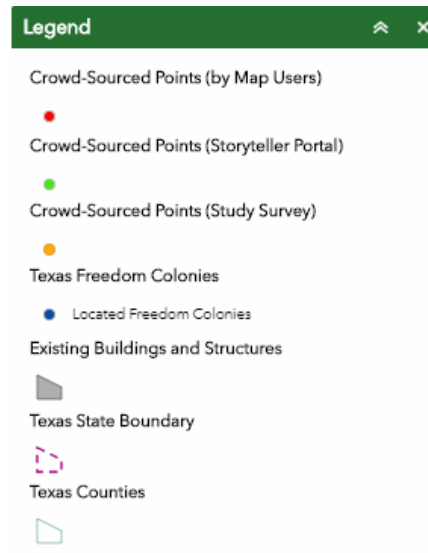 Legend
Crowd-Sourced Points (by Map Users)
Crowd-Sourced Points (Storyteller Portal)
Crowd-Sourced Points (Study Survey)
Texas Freedom Colonies
Located Freedom Colonies
Existing Buildings and Structures
Texas State Boundary
Texas Counties